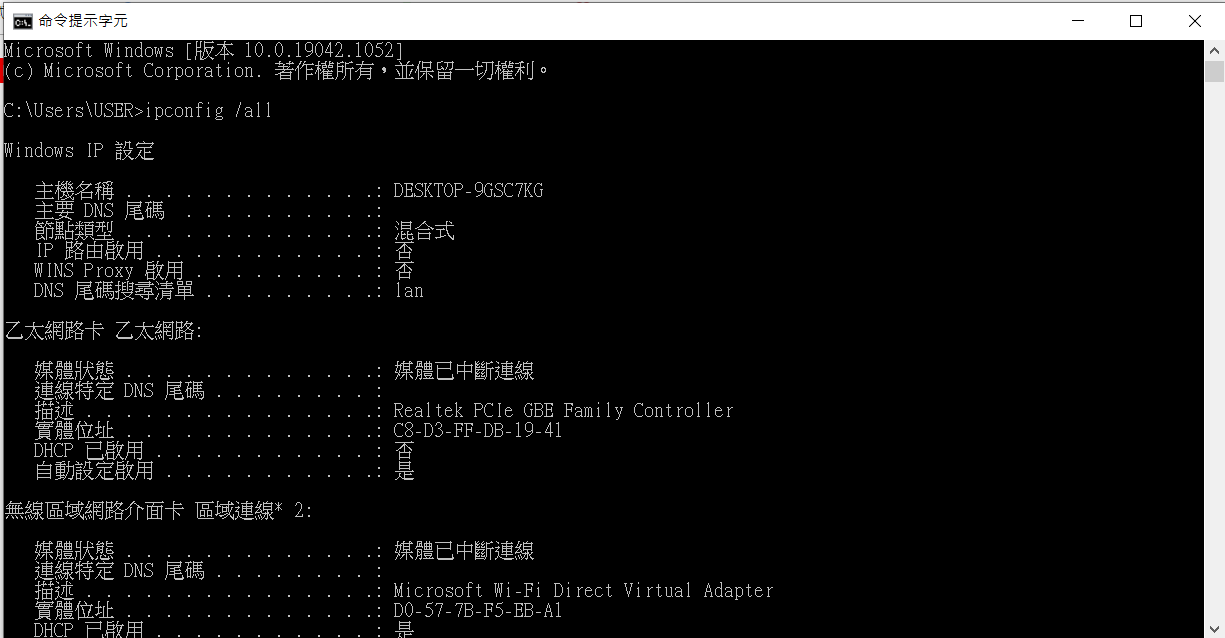 命令提示字元
Microsoft Windows [版本 10.0.19042.1052]
(c) Microsoft Corporation. 著作權所有，並保留一切權利。
C:\Users\USER>ipconfig /all
Windows IP 設定
主機名稱 . . . . . . . . . . . . .: DESKTOP-9GSC7KG
主要 DNS 尾碼 . . . . . . . . . .:
節點類型 . . . . . . . . . . . . .: 混合式
IP 路由啟用 . . . . . . . . . . . : 否
WINS Proxy 啟用 . . . . . . . . . : 否
DNS 尾碼搜尋清單 . . . . . . . . .: lan
乙太網路卡 乙太網路:
媒體狀態 . . . . . . . . . . . . .: 媒體已中斷連線
連線特定 DNS 尾碼 . . . . . . . . :
描述 . . . . . . . . . . . . . . .: Realtek PCIe GBE Family Controller
實體位址 . . . . . . . . . . . . .: C8-D3-FF-DB-19-41
DHCP 已啟用 . . . . . . . . . . . : 否
自動設定啟用 . . . . . . . . . . .: 是
無線區域網路介面卡 區域連線* 2:
媒體狀態 . . . . . . . . . . . . .: 媒體已中斷連線
連線特定 DNS 尾碼 . . . . . . . . :
描述 . . . . . . . . . . . . . . .: Microsoft Wi-Fi Direct Virtual Adapter
實體位址 . . . . . . . . . . . . .: D0-57-7B-F5-EB-A1
DHCP 已啟用 . . . . . . . . . . . : 是